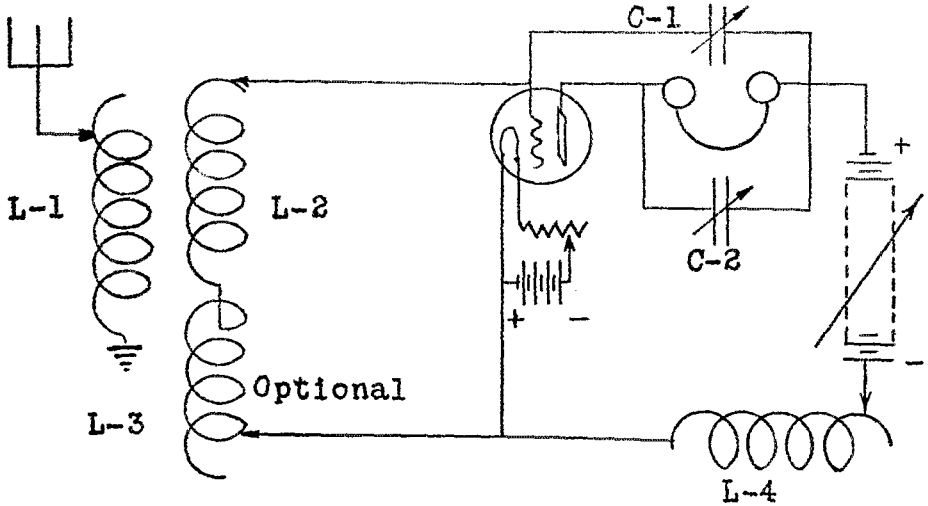 C-1
L-1
L-2
+
C-2
+ -
Optional
-
L-3
L-4